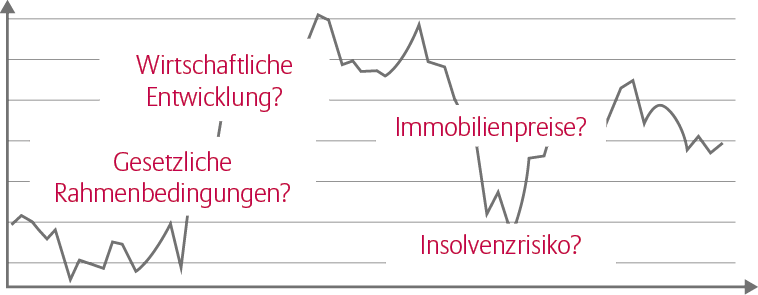 Wirtschaftliche
Entwicklung?
Immobilienpreise?
Gesetzliche
Rahmenbedingungen?
Insolvenzrisiko?